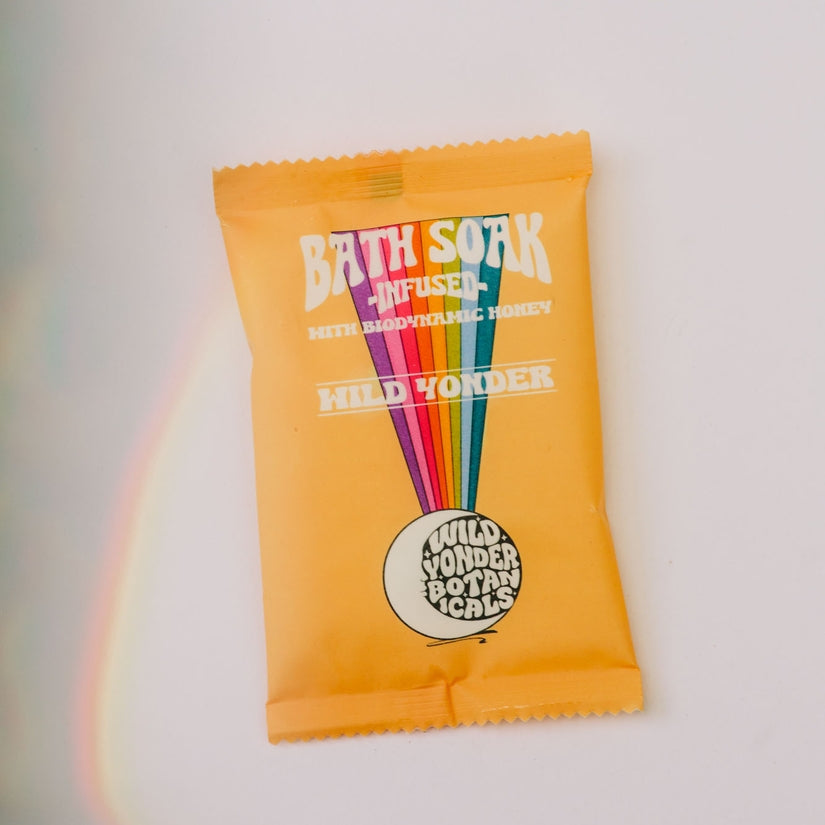 BATH SOAK
-INFUSED-
WITH BIODYNAMIC HONEY
WILD YONDER
WILD
YONDER
BOTAN
ICALS